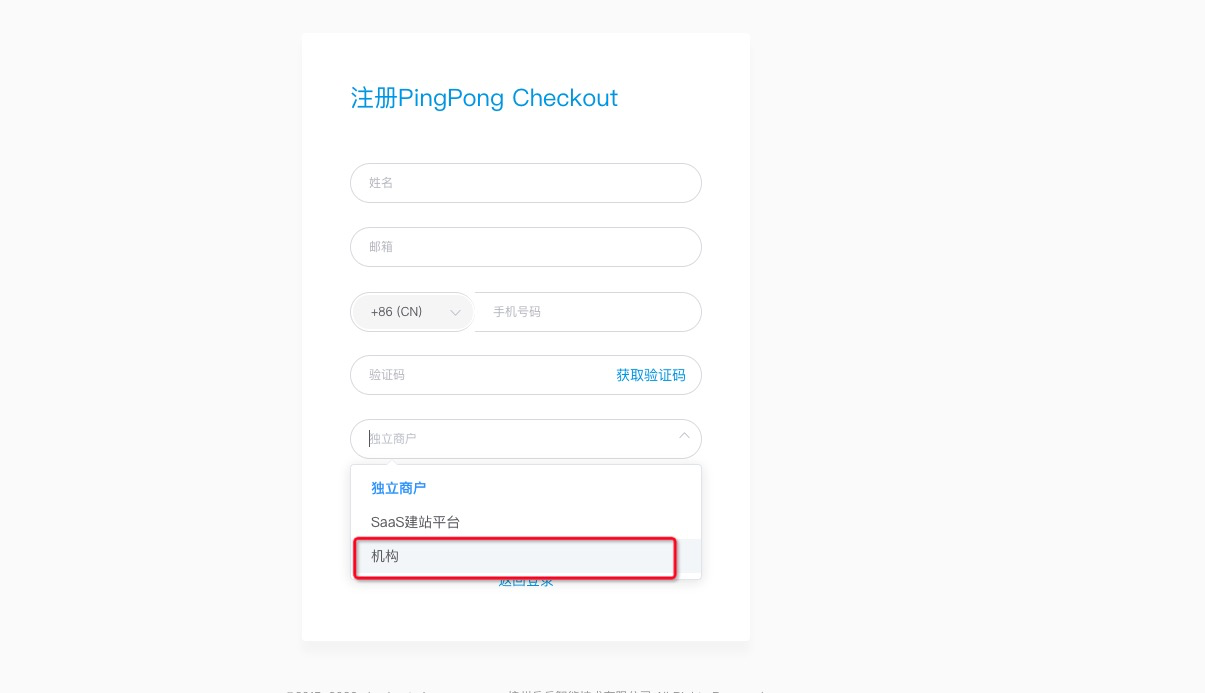 注册PingPong Checkout
姓名
邮箱
+86 (CN)
手机号码
验证码
获取验证码
独立商户
独立商户
SaaS建站平台
机构
返回登录